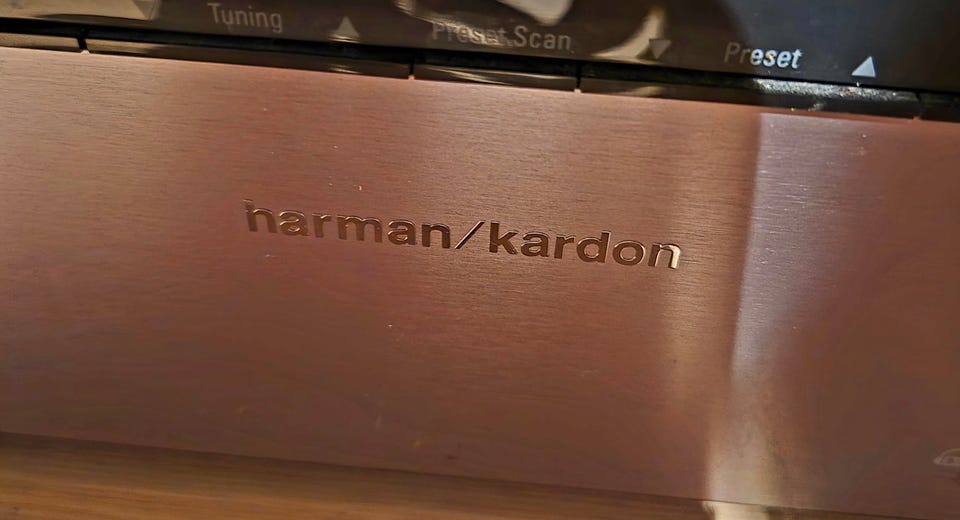 Tuning ▲ Preset Scan ▼ Preset ▲
harman/kardon